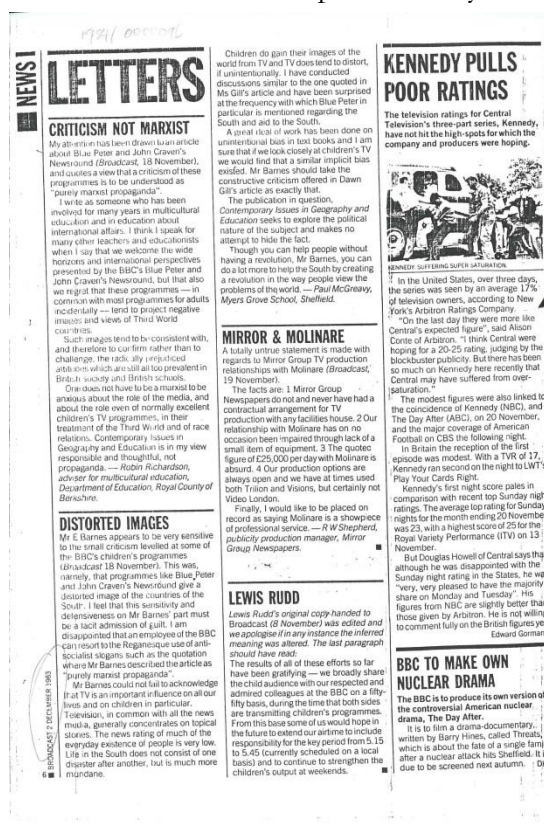 1984/
NEWS
LETTERS
CRITICISM NOT MARXIST
My attention has been drawn to an article
about Blue Peter and John Craven's
Newsround (Broadcast, 18 November),
and quotes a view that a criticism of these
programmes is to be understood as
"purely marxist propaganda".
I write as someone who has been
involved for many years in multicultural
education and in education about
international affairs. I think I speak for
many other teachers and educationists
when I say that we welcome the wide
horizons and international perspectives
presented by the BBC's Blue Peter and
John Craven's Newsround, but that also
we regret that these programmes — in
common with most programmes for adults
incidentally — tend to project negative
images and views of Third World
countries.
Such images tend to be consistent with,
and therefore to confirm rather than to
challenge, the radically prejudiced
attitudes which are still all too prevalent in
British society and British schools.
One does not have to be a marxist to be
anxious about the role of the media, and
about the role even of normally excellent
children's TV programmes, in their
treatment of the Third World and of race
relations. Contemporary Issues in
Geography and Education is in my view
responsible and thoughtful, not
propaganda. — Robin Richardson,
adviser for multicultural education,
Department of Education, Royal County of
Berkshire.
DISTORTED IMAGES
Mr E Barnes appears to be very sensitive
to the small criticism levelled at some of
the BBC's children's programmes
(Broadcast 18 November). This was,
namely, that programmes like Blue Peter
and John Craven's Newsround give a
distorted image of the countries of the
South. I feel that this sensitivity and
defensiveness on Mr Barnes' part must
be a tacit admission of guilt. I am
disappointed that an employee of the BBC
can resort to the Reganesque use of anti-
socialist slogans such as the quotation
where Mr Barnes described the article as
"purely marxist propaganda".
Mr Barnes could not fail to acknowledge
that TV is an important influence on all our
lives and on children in particular.
Television, in common with all the news
media, generally concentrates on topical
stories. The news rating of much of the
everyday existence of people is very low.
Life in the South does not consist of one
disaster after another, but is much more
mundane.
BROADCAST 2 DECEMBER 1983
6
Children do gain their images of the
world from TV and TV does tend to distort,
if unintentionally. I have conducted
discussions similar to the one quoted in
Ms Gill's article and have been surprised
at the frequency with which Blue Peter in
particular is mentioned regarding the
South and aid to the South.
A great deal of work has been done on
unintentional bias in text books and I am
sure that if we look closely at children's TV
we would find that a similar implicit bias
existed. Mr Barnes should take the
constructive criticism offered in Dawn
Gill's article as exactly that.
The publication in question,
Contemporary Issues in Geography and
Education seeks to explore the political
nature of the subject and makes no
attempt to hide the fact.
Though you can help people without
having a revolution, Mr Barnes, you can
do a lot more to help the South by creating
a revolution in the way people view the
problems of the world. — Paul McGreavy,
Myers Grove School, Sheffield.
MIRROR & MOLINARE
A totally untrue statement is made with
regards to Mirror Group TV production
relationships with Molinare (Broadcast,
19 November).
The facts are: 1 Mirror Group
Newspapers do not and never have had a
contractual arrangement for TV
production with any facilities house. 2 Our
relationship with Molinare has on no
occasion been impaired through lack of a
small item of equipment. 3 The quoted
figure of £25,000 per day with Molinare is
absurd. 4 Our production options are
always open and we have at times used
both Trilion and Visions, but certainly not
Video London.
Finally, I would like to be placed on
record as saying Molinare is a showpiece
of professional service. — R W Shepherd,
publicity production manager, Mirror
Group Newspapers.
LEWIS RUDD
Lewis Rudd's original copy-handed to
Broadcast (8 November) was edited and
we apologise if in any instance the inferred
meaning was altered. The last paragraph
should have read:
The results of all of these efforts so far
have been gratifying — we broadly share
the child audience with our respected and
admired colleagues at the BBC on a fifty-
fifty basis, during the time that both sides
are transmitting children's programmes.
From this base some of us would hope in
the future to extend our airtime to include
responsibility for the key period from 5.15
to 5.45 (currently scheduled on a local
basis) and to continue to strengthen the
children's output at weekends.
KENNEDY PULLS
POOR RATINGS
The television ratings for Central
Television's three-part series, Kennedy,
have not hit the high-spots for which the
company and producers were hoping.
KENNEDY: SUFFERING SUPER SATURATION.
In the United States, over three days,
the series was seen by an average 17%
of television owners, according to New
York's Arbitron Ratings Company.
"On the last day they were more like
Central's expected figure", said Alison
Conte of Arbitron. "I think Central were
hoping for a 20-25 rating, judging by the
blockbuster publicity. But there has been
so much on Kennedy here recently that
Central may have suffered from over-
saturation."
The modest figures were also linked to
the coincidence of Kennedy (NBC), and
The Day After (ABC), on 20 November,
and the major coverage of American
Football on CBS the following night.
In Britain the reception of the first
episode was modest. With a TVR of 17,
Kennedy ran second on the night to LWT's
Play Your Cards Right.
Kennedy's first night score pales in
comparison with recent top Sunday night
ratings. The average top rating for Sunday
nights for the month ending 20 November
was 23, with a highest score of 25 for the
Royal Variety Performance (ITV) on 13
November.
But Douglas Howell of Central says tha
although he was disappointed with the
Sunday night rating in the States, he wa
"very, very pleased to have the majority
share on Monday and Tuesday". His
figures from NBC are slightly better than
those given by Arbitron. He is not willing
to comment fully on the British figures ye
Edward Gorman
BBC TO MAKE OWN
NUCLEAR DRAMA
The BBC is to produce its own version of
the controversial American nuclear
drama, The Day After.
It is to film a drama-documentary,
written by Barry Hines, called Threats,
which is about the fate of a single fami
after a nuclear attack hits Sheffield. It i
due to be screened next autumn.